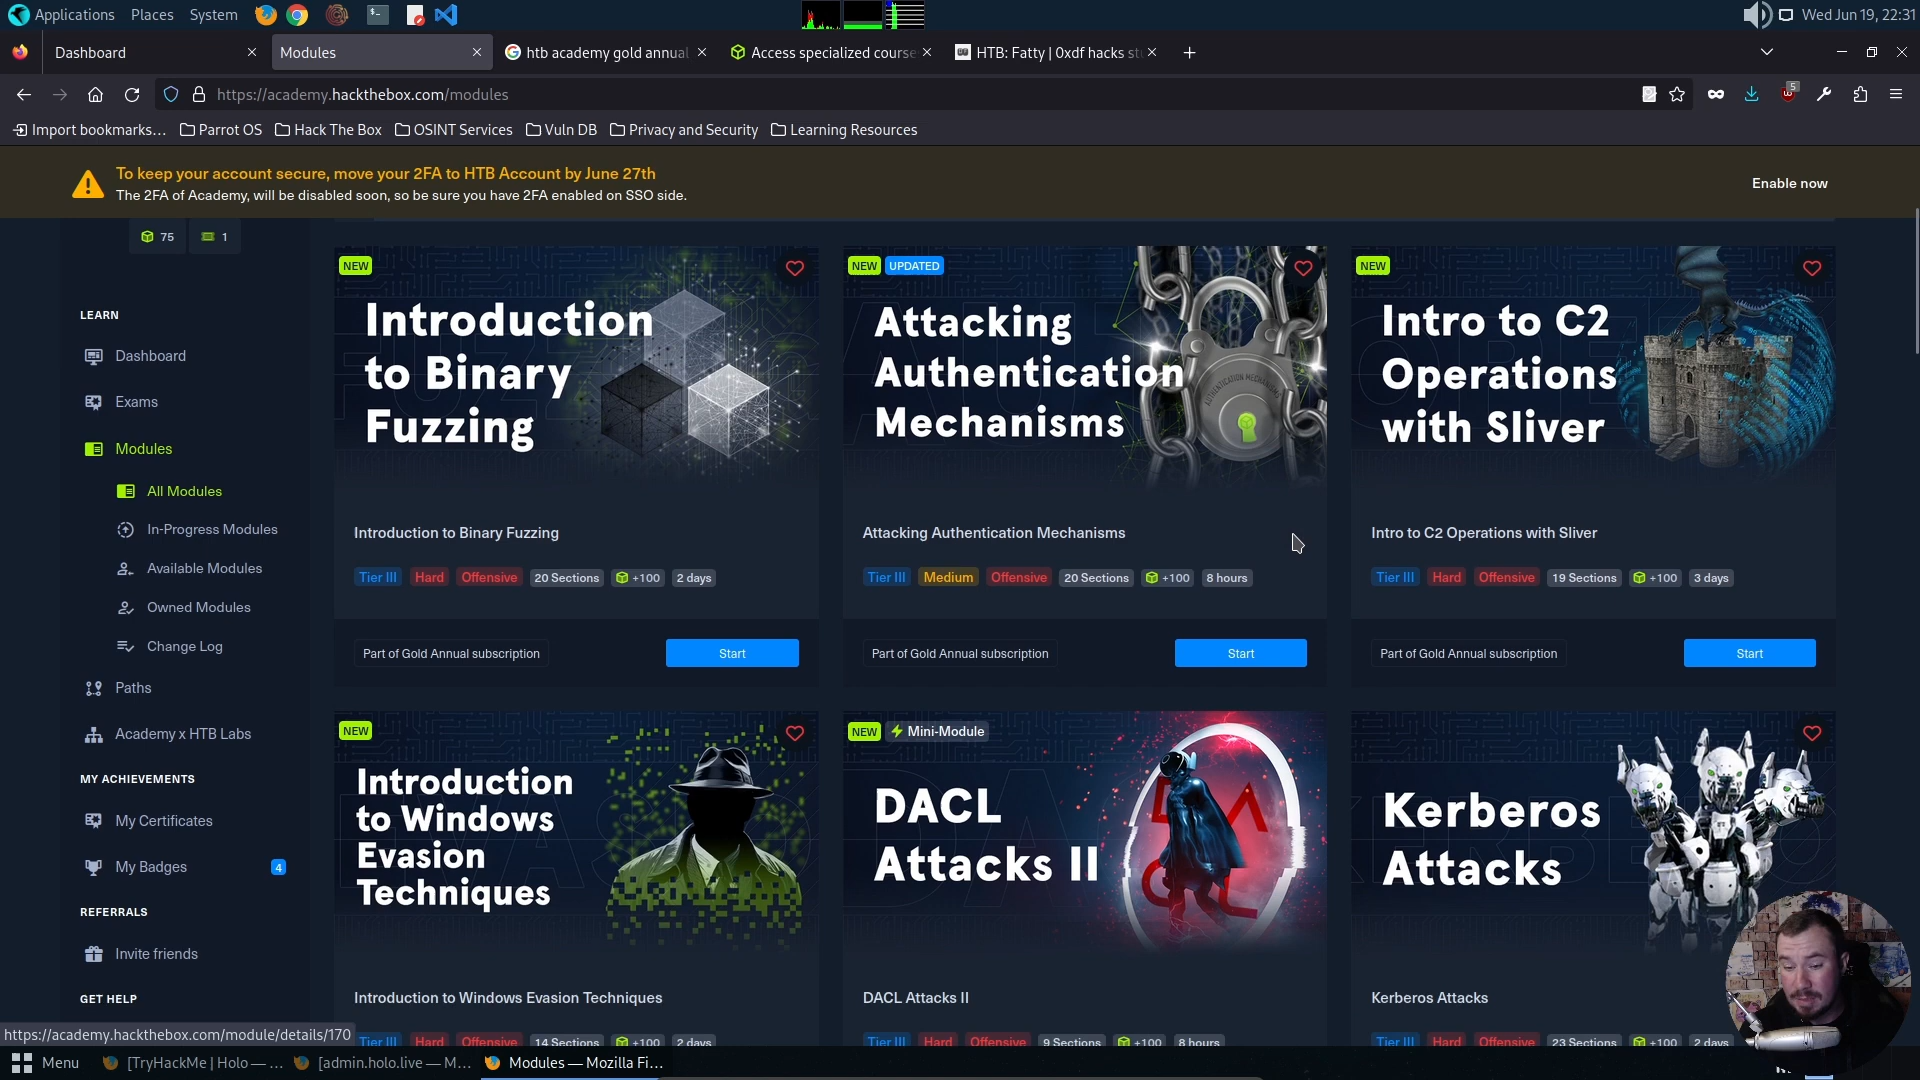 Applications Places System
Wed Jun 19, 22:31
Dashboard
Modules
htb academy gold annual
Access specialized course
HTB: Fatty | 0xdf hacks stu
https://academy.hackthebox.com/modules
5
Import bookmarks…
Parrot OS
Hack The Box
OSINT Services
Vuln DB
Privacy and Security
Learning Resources
To keep your account secure, move your 2FA to HTB Account by June 27th
The 2FA of Academy, will be disabled soon, so be sure you have 2FA enabled on SSO side.
Enable now
75
1
LEARN
Dashboard
Exams
Modules
All Modules
In-Progress Modules
Available Modules
Owned Modules
Change Log
Paths
Academy x HTB Labs
MY ACHIEVEMENTS
My Certificates
My Badges
4
REFERRALS
Invite friends
GET HELP
NEW
Introduction
to Binary
Fuzzing
Introduction to Binary Fuzzing
Tier III Hard Offensive 20 Sections +100 2 days
Part of Gold Annual subscription
Start
NEW UPDATED
Attacking
Authentication
Mechanisms
AUTHENTICATION MECHANISMS
Attacking Authentication Mechanisms
Tier III Medium Offensive 20 Sections +100 8 hours
Part of Gold Annual subscription
Start
NEW
Intro to C2
Operations
with Sliver
Intro to C2 Operations with Sliver
Tier III Hard Offensive 19 Sections +100 3 days
Part of Gold Annual subscription
Start
NEW
Introduction
to Windows
Evasion
Techniques
Introduction to Windows Evasion Techniques
Tier III Hard Offensive 14 Sections +100 2 days
NEW Mini-Module
DACL
Attacks II
DACL Attacks II
Tier III Hard Offensive 9 Sections +100 8 hours
Kerberos
Attacks
Kerberos Attacks
Tier III Hard Offensive 23 Sections +100 2 days
https://academy.hackthebox.com/module/details/170
Menu
[TryHackMe | Holo — …
[admin.holo.live — M…
Modules — Mozilla Fi…